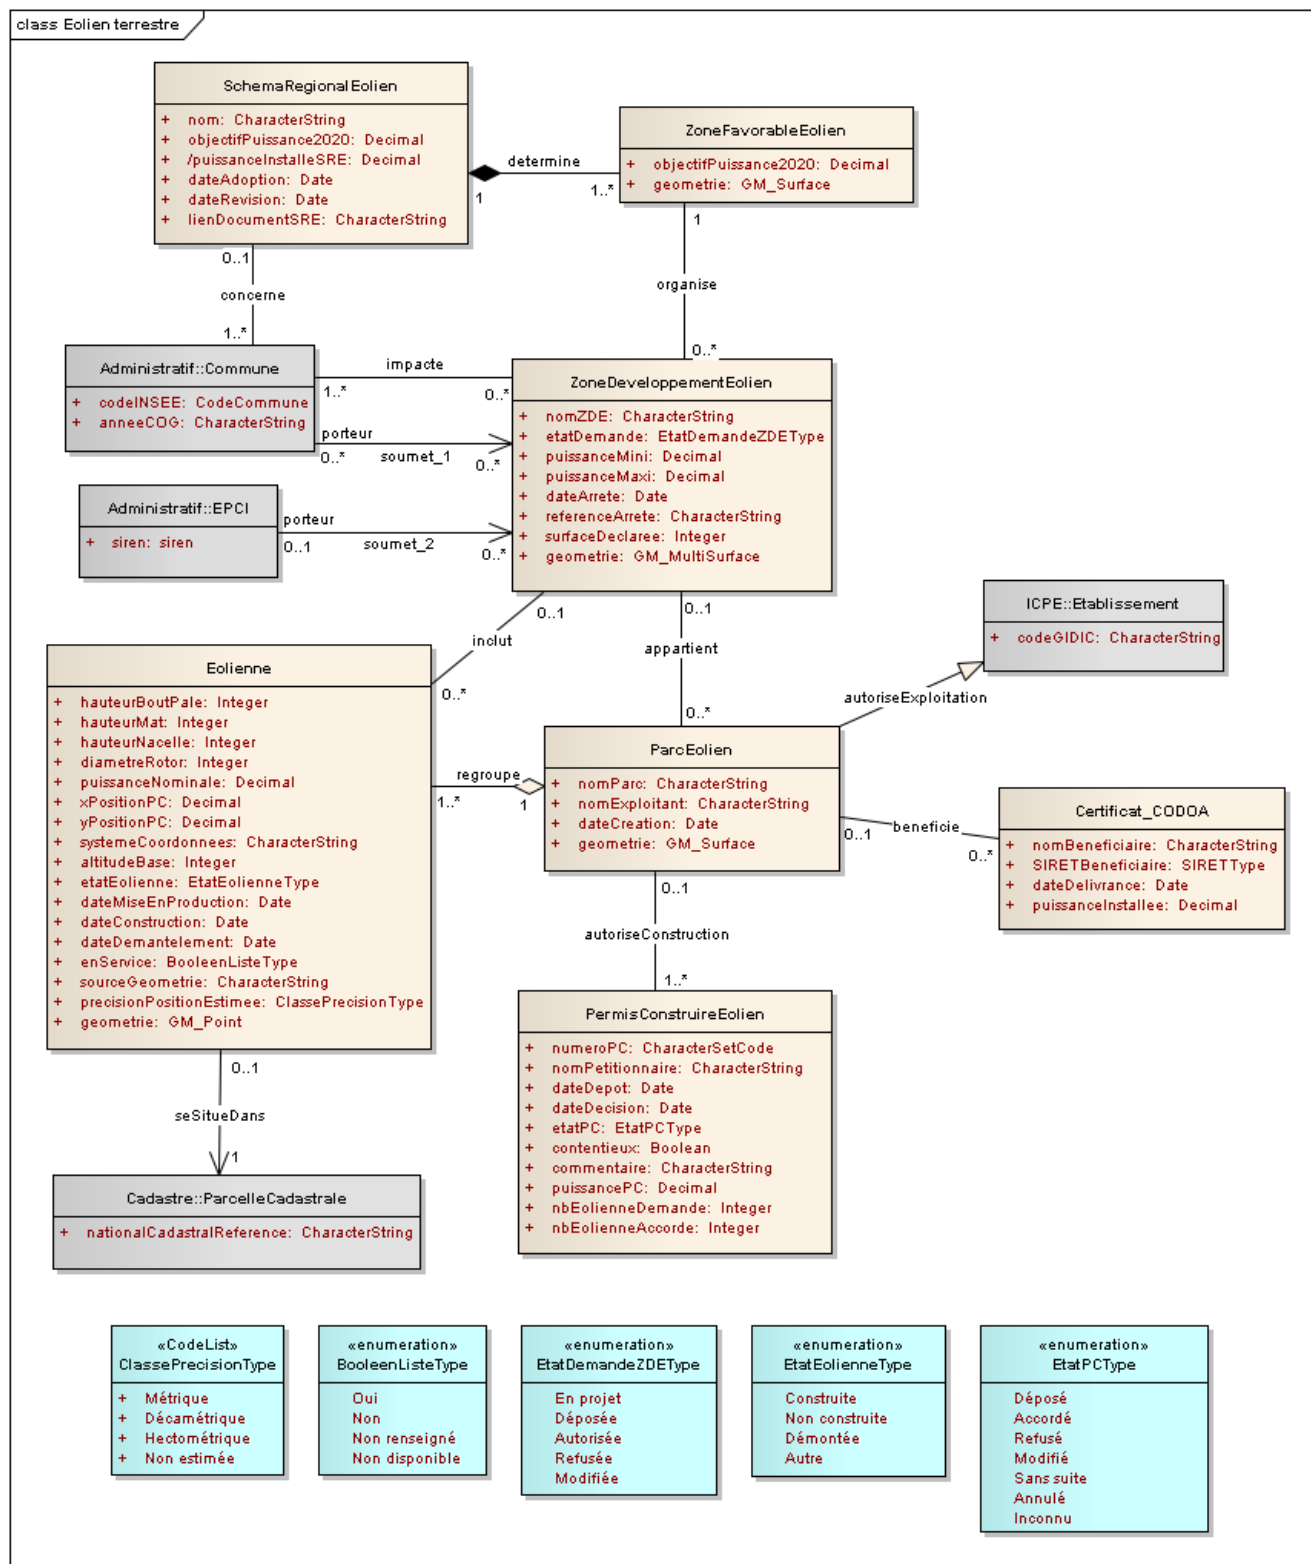 class Eolien terrestre
SchemaRegionalEolien
+ nom: CharacterString
+ objectifPuissance2020: Decimal
+ /puissanceInstalleSRE: Decimal
+ dateAdoption: Date
+ dateRevision: Date
+ lienDocumentSRE: CharacterString
determine
1
1..*
ZoneFavorableEolien
+ objectifPuissance2020: Decimal
+ geometrie: GM_Surface
0..1
concerne
1..*
1
organise
0..*
Administratif::Commune
+ codeINSEE: CodeCommune
+ anneeCOG: CharacterString
impacte
1..*
0..*
porteur
0..*
soumet_1
0..*
ZoneDeveloppementEolien
+ nomZDE: CharacterString
+ etatDemande: EtatDemandeZDEType
+ puissanceMini: Decimal
+ puissanceMaxi: Decimal
+ dateArrete: Date
+ referenceArrete: CharacterString
+ surfaceDeclaree: Integer
+ geometrie: GM_MultiSurface
Administratif::EPCI
+ siren: siren
porteur
0..1
soumet_2
0..*
0..1
inclut
0..*
0..1
appartient
0..*
ICPE::Etablissement
+ codeGIDIC: CharacterString
autoriseExploitation
Eolienne
+ hauteurBoutPale: Integer
+ hauteurMat: Integer
+ hauteurNacelle: Integer
+ diametreRotor: Integer
+ puissanceNominale: Decimal
+ xPositionPC: Decimal
+ yPositionPC: Decimal
+ systemeCoordonnees: CharacterString
+ altitudeBase: Integer
+ etatEolienne: EtatEolienneType
+ dateMiseEnProduction: Date
+ dateConstruction: Date
+ dateDemantelement: Date
+ enService: BooleenListeType
+ sourceGeometrie: CharacterString
+ precisionPositionEstimee: ClassePrecisionType
+ geometrie: GM_Point
regroupe
1..*
1
ParcEolien
+ nomParc: CharacterString
+ nomExploitant: CharacterString
+ dateCreation: Date
+ geometrie: GM_Surface
0..1
beneficie
0..*
Certificat_CODOA
+ nomBeneficiaire: CharacterString
+ SIRETBeneficiaire: SIRETType
+ dateDelivrance: Date
+ puissanceInstallee: Decimal
0..1
autoriseConstruction
1..*
PermisConstruireEolien
+ numeroPC: CharacterSetCode
+ nomPetitionnaire: CharacterString
+ dateDepot: Date
+ dateDecision: Date
+ etatPC: EtatPCType
+ contentieux: Boolean
+ commentaire: CharacterString
+ puissancePC: Decimal
+ nbEolienneDemande: Integer
+ nbEolienneAccorde: Integer
0..1
seSitueDans
1
Cadastre::ParcelleCadastrale
+ nationalCadastralReference: CharacterString
«CodeList»
ClassePrecisionType
+ Métrique
+ Décamétrique
+ Hectométrique
+ Non estimée
«enumeration»
BooleenListeType
Oui
Non
Non renseigné
Non disponible
«enumeration»
EtatDemandeZDEType
En projet
Déposée
Autorisée
Refusée
Modifiée
«enumeration»
EtatEolienneType
Construite
Non construite
Démontée
Autre
«enumeration»
EtatPCType
Déposé
Accordé
Refusé
Modifié
Sans suite
Annulé
Inconnu